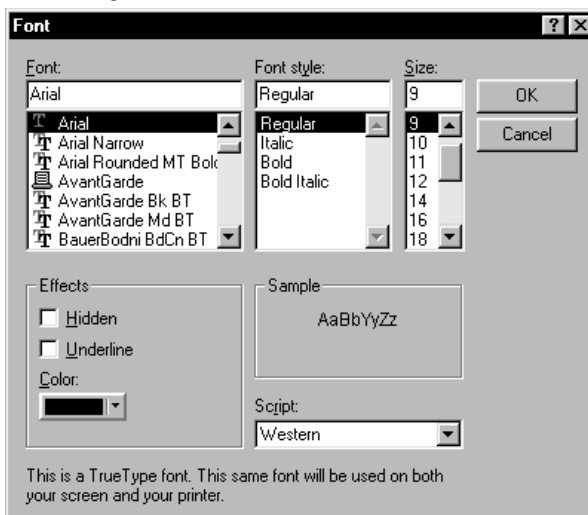 Font
Font:
Arial
Arial
Arial Narrow
Arial Rounded MT Bold
AvantGarde
AvantGarde Bk BT
AvantGarde Md BT
BauerBodni BdCn BT
Font style:
Regular
Regular
Italic
Bold
Bold Italic
Size:
9
9
10
11
12
14
16
18
OK
Cancel
Effects
Hidden
Underline
Color:
Sample
AaBbYyZz
Script:
Western
This is a TrueType font. This same font will be used on both
your screen and your printer.